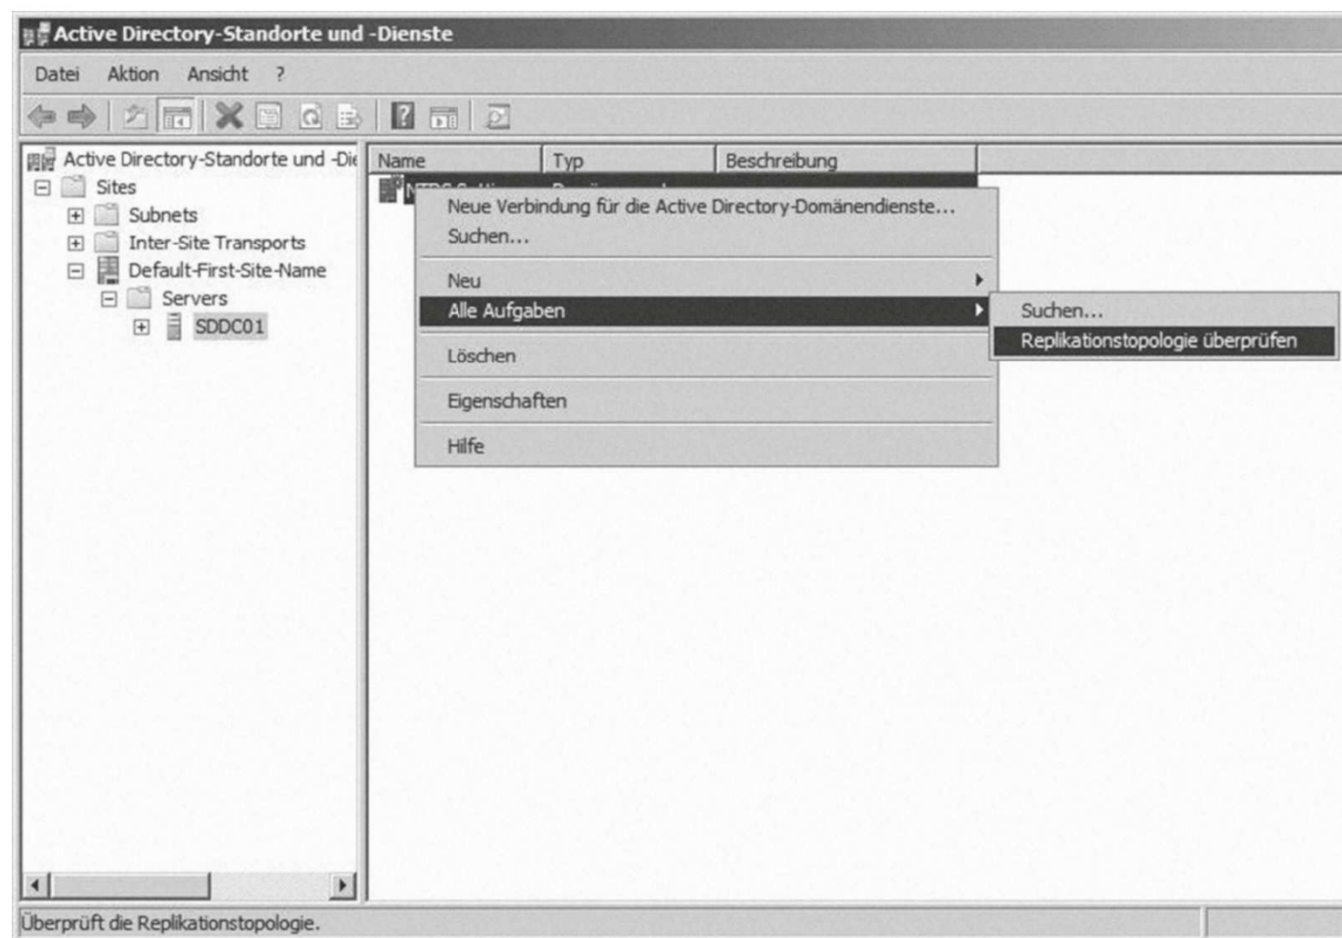 Active Directory-Standorte und -Dienste
Datei Aktion Ansicht ?
Active Directory-Standorte und -Die
Sites
Subnets
Inter-Site Transports
Default-First-Site-Name
Servers
SDDC01
Name Typ Beschreibung
Neue Verbindung für die Active Directory-Domänendienste...
Suchen...
Neu
Alle Aufgaben
Löschen
Eigenschaften
Hilfe
Suchen...
Replikationstopologie überprüfen
Überprüft die Replikationstopologie.